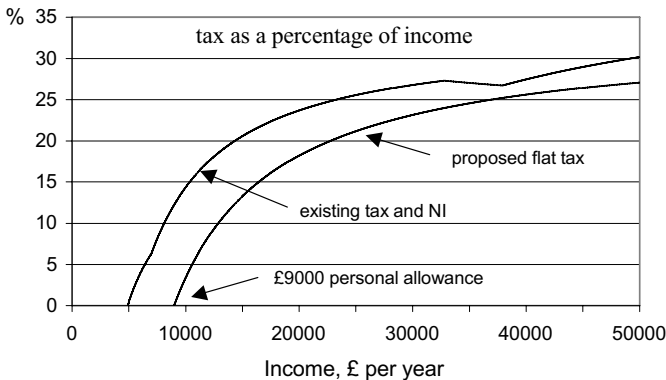 %
tax as a percentage of income
35
30
25
20
15
10
5
0
proposed flat tax
existing tax and NI
£9000 personal allowance
0 10000 20000 30000 40000 50000
Income, £ per year